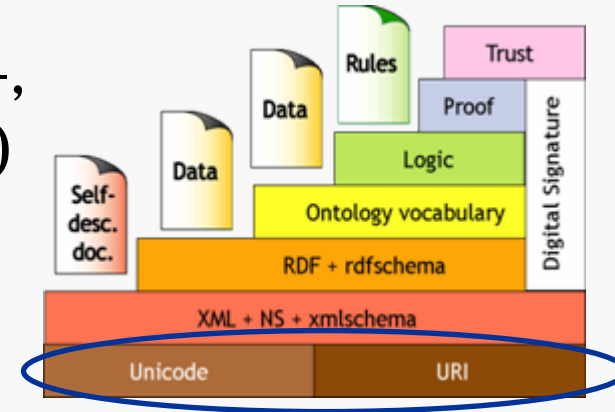 -,
)
Rules
Trust
Data
Proof
Data
Logic
Self-
desc.
doc.
Ontology vocabulary
Digital Signature
RDF + rdfschema
XML + NS + xmlschema
Unicode
URI